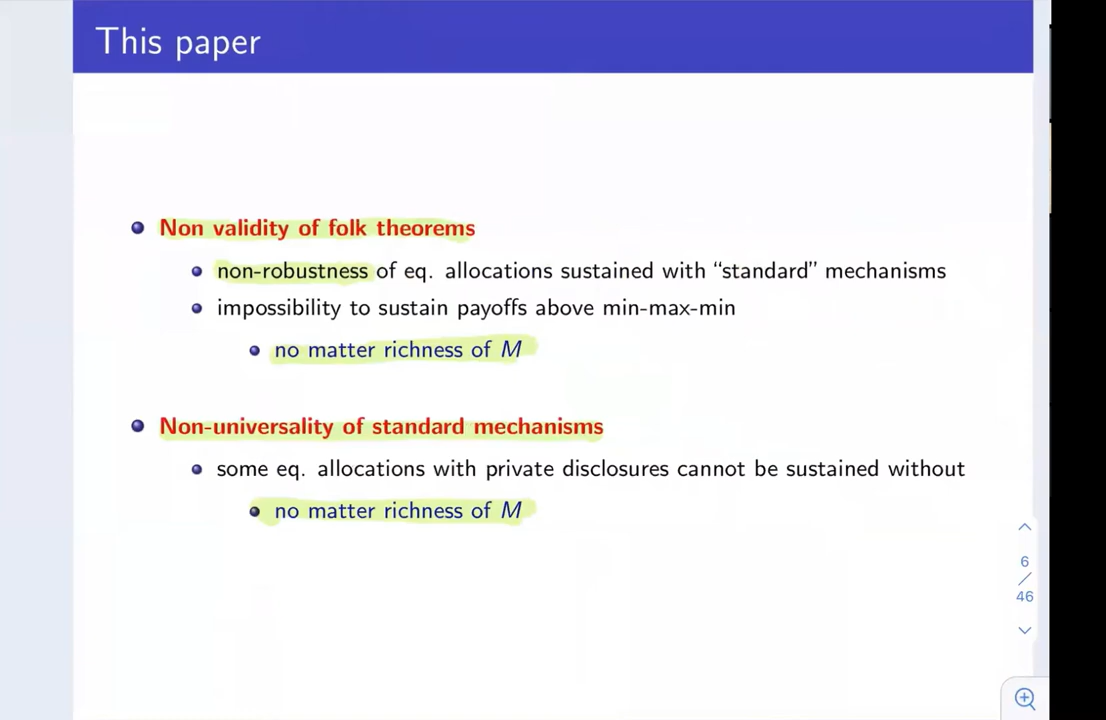 This paper
Non validity of folk theorems
non-robustness of eq. allocations sustained with “standard” mechanisms
impossibility to sustain payoffs above min-max-min
no matter richness of M
Non-universality of standard mechanisms
some eq. allocations with private disclosures cannot be sustained without
no matter richness of M
6
/
46